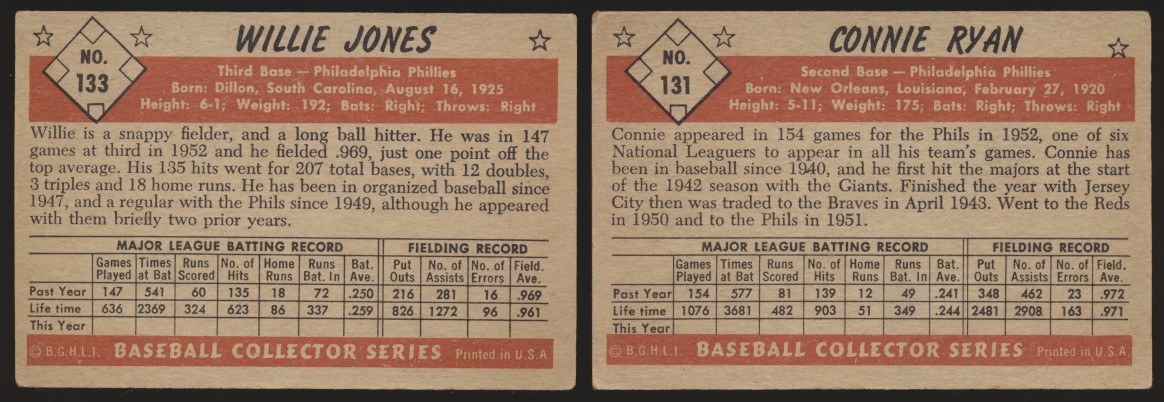 NO.
133
WILLIE JONES
Third Base — Philadelphia Phillies
Born: Dillon, South Carolina, August 16, 1925
Height: 6-1; Weight: 192; Bats: Right; Throws: Right
Willie is a snappy fielder, and a long ball hitter. He was in 147
games at third in 1952 and he fielded .969, just one point off the
top average. His 135 hits went for 207 total bases, with 12 doubles,
3 triples and 18 home runs. He has been in organized baseball since
1947, and a regular with the Phils since 1949, although he appeared
with them briefly two prior years.
MAJOR LEAGUE BATTING RECORD FIELDING RECORD
Games Times Runs No. of Home Runs Bat. Put No. of No. of Field.
Played at Bat Scored Hits Runs Bat. In Ave. Outs Assists Errors Ave.
Past Year 147 541 60 135 18 72 .250 216 281 16 .969
Life time 636 2369 324 623 86 337 .259 826 1272 96 .961
This Year
© B.G.H.L.I. BASEBALL COLLECTOR SERIES Printed in U.S.A.
NO.
131
CONNIE RYAN
Second Base — Philadelphia Phillies
Born: New Orleans, Louisiana, February 27, 1920
Height: 5-11; Weight: 175; Bats: Right; Throws: Right
Connie appeared in 154 games for the Phils in 1952, one of six
National Leaguers to appear in all his team's games. Connie has
been in baseball since 1940, and he first hit the majors at the start
of the 1942 season with the Giants. Finished the year with Jersey
City then was traded to the Braves in April 1943. Went to the Reds
in 1950 and to the Phils in 1951.
MAJOR LEAGUE BATTING RECORD FIELDING RECORD
Games Times Runs No. of Home Runs Bat. Put No. of No. of Field.
Played at Bat Scored Hits Runs Bat. In Ave. Outs Assists Errors Ave.
Past Year 154 577 81 139 12 49 .241 348 462 23 .972
Life time 1076 3681 482 903 51 349 .244 2481 2908 163 .971
This Year
© B.G.H.L.I. BASEBALL COLLECTOR SERIES Printed in U.S.A.